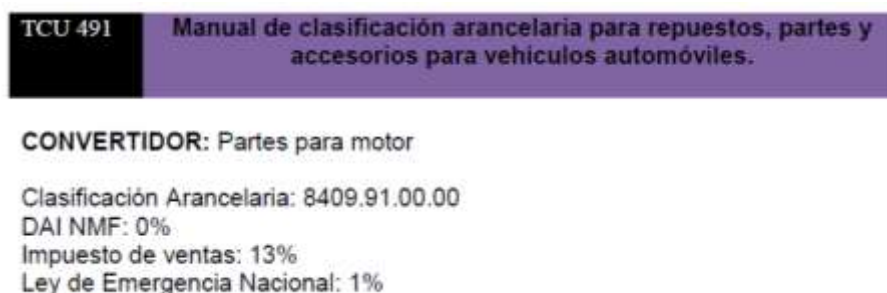 TCU 491
Manual de clasificación arancelaria para repuestos, partes y
accesorios para vehículos automóviles.
CONVERTIDOR: Partes para motor
Clasificación Arancelaria: 8409.91.00.00
DAI NMF: 0%
Impuesto de ventas: 13%
Ley de Emergencia Nacional: 1%